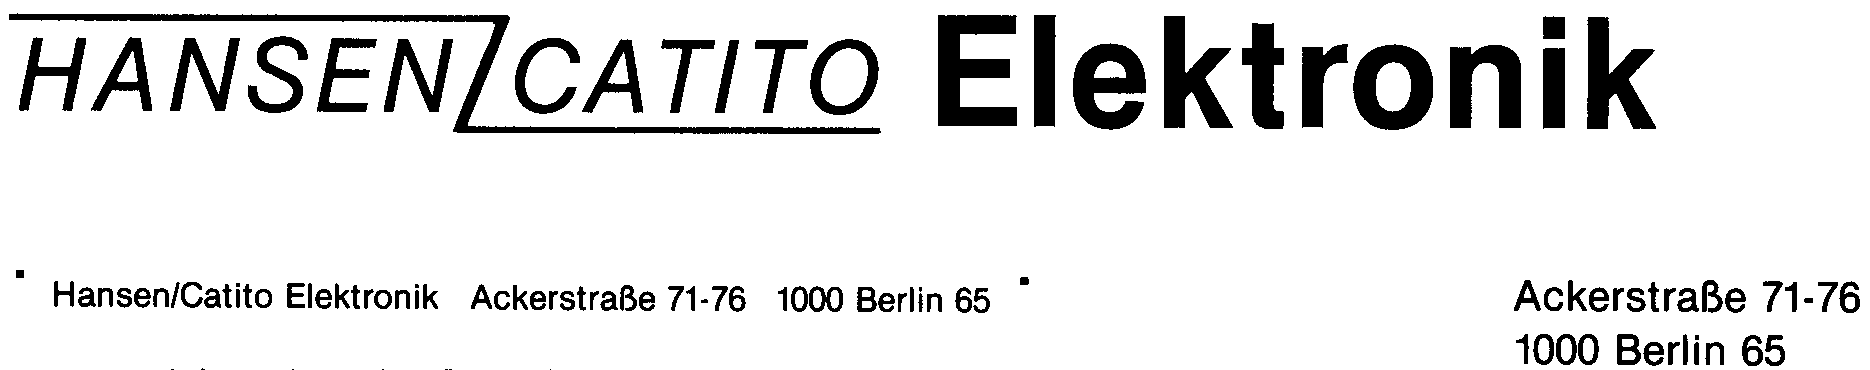 HANSEN/CATITO Elektronik
Hansen/Catito Elektronik Ackerstraße 71-76 1000 Berlin 65
Ackerstraße 71-76
1000 Berlin 65